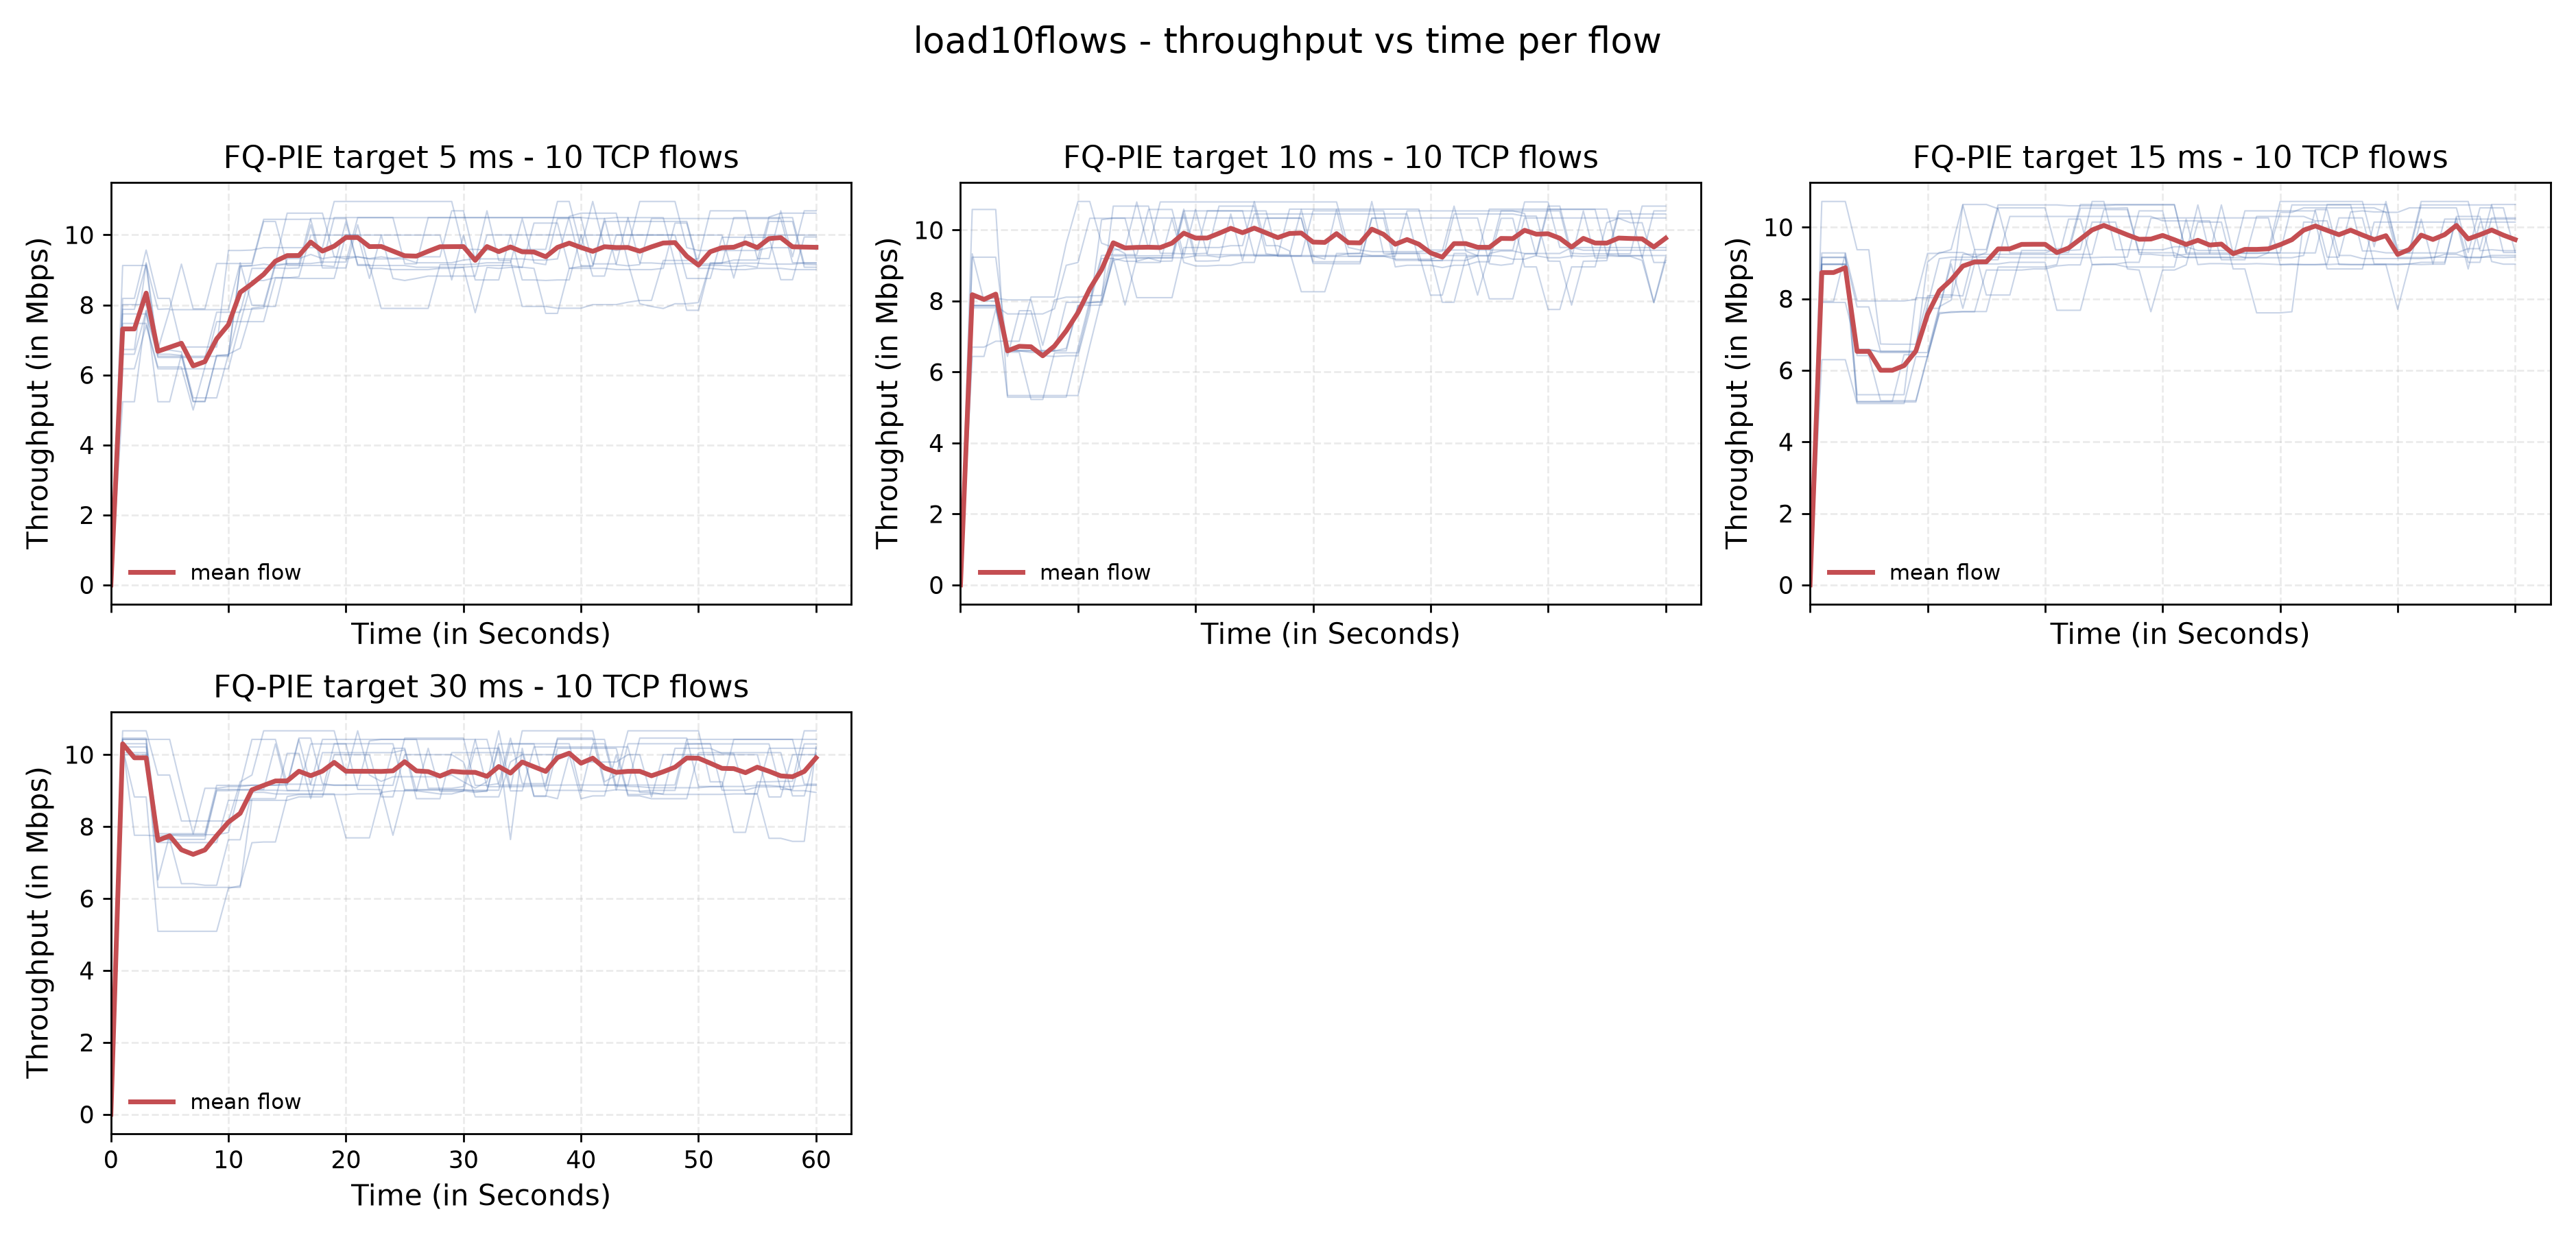 load10flows - throughput vs time per flow
FQ-PIE target 5 ms - 10 TCP flows
Throughput (in Mbps)
10
8
6
4
2
0
mean flow
Time (in Seconds)
FQ-PIE target 10 ms - 10 TCP flows
Throughput (in Mbps)
10
8
6
4
2
0
mean flow
Time (in Seconds)
FQ-PIE target 15 ms - 10 TCP flows
Throughput (in Mbps)
10
8
6
4
2
0
mean flow
Time (in Seconds)
FQ-PIE target 30 ms - 10 TCP flows
Throughput (in Mbps)
10
8
6
4
2
0
mean flow
0 10 20 30 40 50 60
Time (in Seconds)